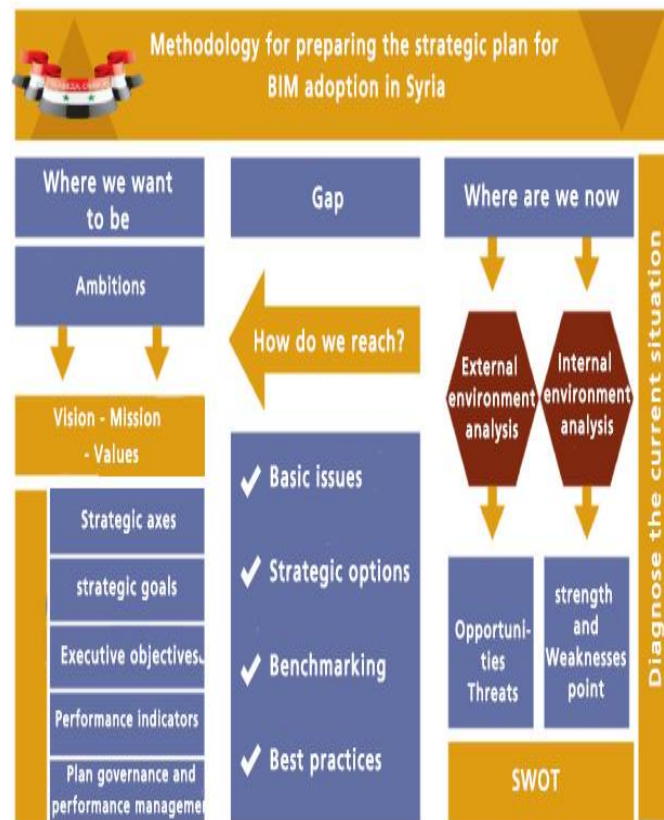 Methodology for preparing the strategic plan for
BIM adoption in Syria
Where we want
to be
Ambitions
Vision - Mission
- Values
Strategic axes
strategic goals
Executive objectives
Performance indicators
Plan governance and
performance managemen
Gap
How do we reach?
✓ Basic issues
✓ Strategic options
✓ Benchmarking
✓ Best practices
Where are we now
External
environment
analysis
Internal
environment
analysis
Opportuni-
ties
Threats
strength
and
Weaknesses
point
SWOT
Diagnose the current situation